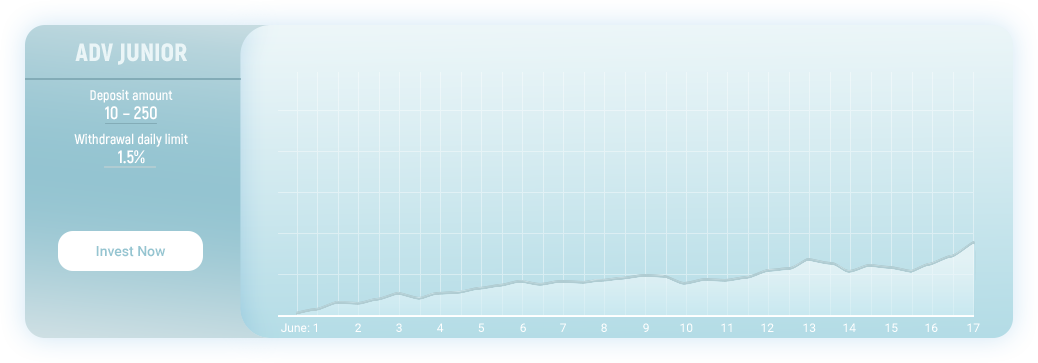 ADV JUNIOR
Deposit amount
10 – 250
Withdrawal daily limit
1.5%
Invest Now
June: 1 2 3 4 5 6 7 8 9 10 11 12 13 14 15 16 17